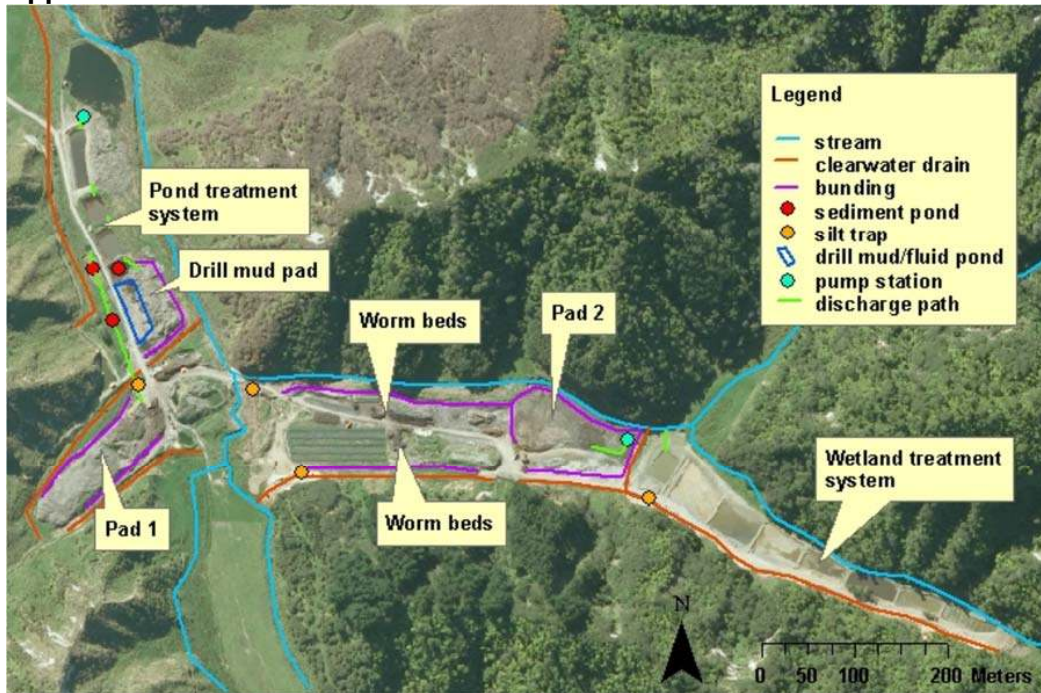 Legend
stream
clearwater drain
bunding
sediment pond
silt trap
drill mud/fluid pond
pump station
discharge path
Pond treatment
system
Drill mud pad
Worm beds
Pad 2
Wetland treatment
system
Pad 1
Worm beds
N
0 50 100 200 Meters